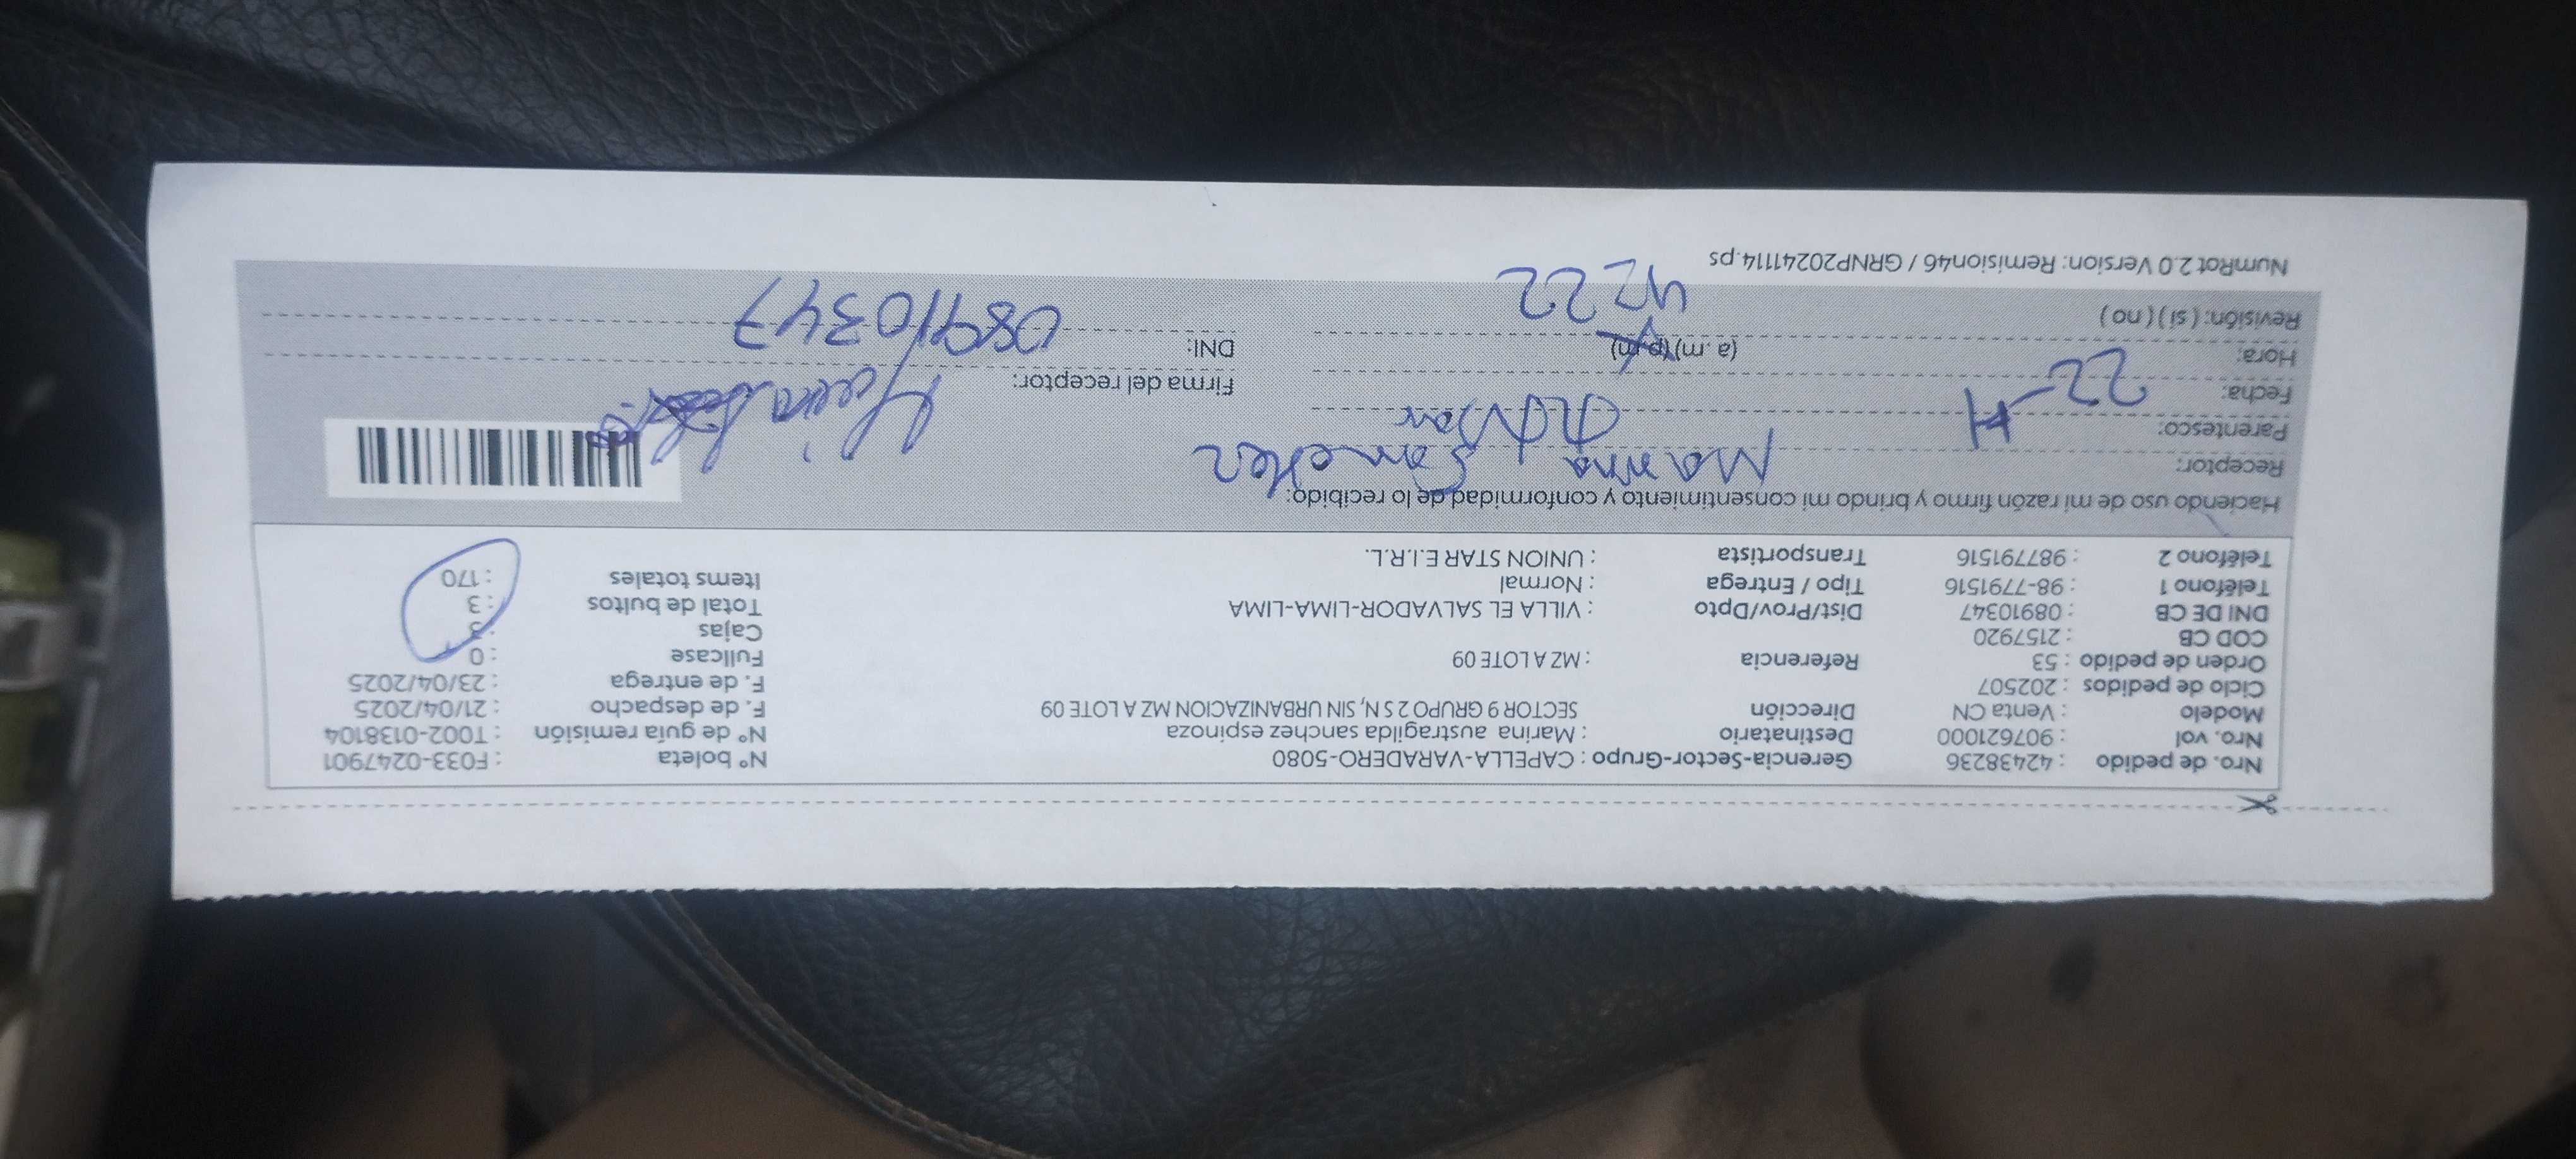 Nro. de pedido : 42438236 Gerencia-Sector-Grupo : CAPELLA-VARADERO-5080 N° boleta : F033-0247901
Nro. vol : 907621000 Destinatario : Marina austragilda sanchez espinoza N° de guía remisión : T002-0138104
Modelo : Venta CN Dirección SECTOR 9 GRUPO 2 S N, SIN URBANIZACION MZ A LOTE 09 F. de despacho : 21/04/2025
Ciclo de pedidos : 202507 F. de entrega : 23/04/2025
Orden de pedido : 53 Referencia : MZ A LOTE 09 Fullcase : 0
COD CB : 2157920 Cajas : 3
DNI DE CB : 08910347 Dist/Prov/Dpto : VILLA EL SALVADOR-LIMA-LIMA Total de bultos : 3
Teléfono 1 : 98-7791516 Tipo / Entrega : Normal Items totales : 170
Teléfono 2 : 987791516 Transportista : UNION STAR E.I.R.L.
Haciendo uso de mi razón firmo y brindo mi consentimiento y conformidad de lo recibido:
Receptor: Marina Sanchez
Parentesco:
Fecha: 22-4 Firma del receptor:
Hora: (a .m) (p.m) DNI: 08910347
Revisión: ( si ) ( no ) 4:22
NumRot 2.0 Version: Remision46 / GRNP20241114.ps